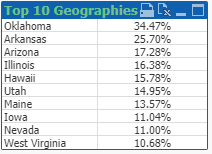 Top 10 Geographies
Oklahoma 34.47%
Arkansas 25.70%
Arizona 17.28%
Illinois 16.38%
Hawaii 15.78%
Utah 14.95%
Maine 13.57%
Iowa 11.04%
Nevada 11.00%
West Virginia 10.68%